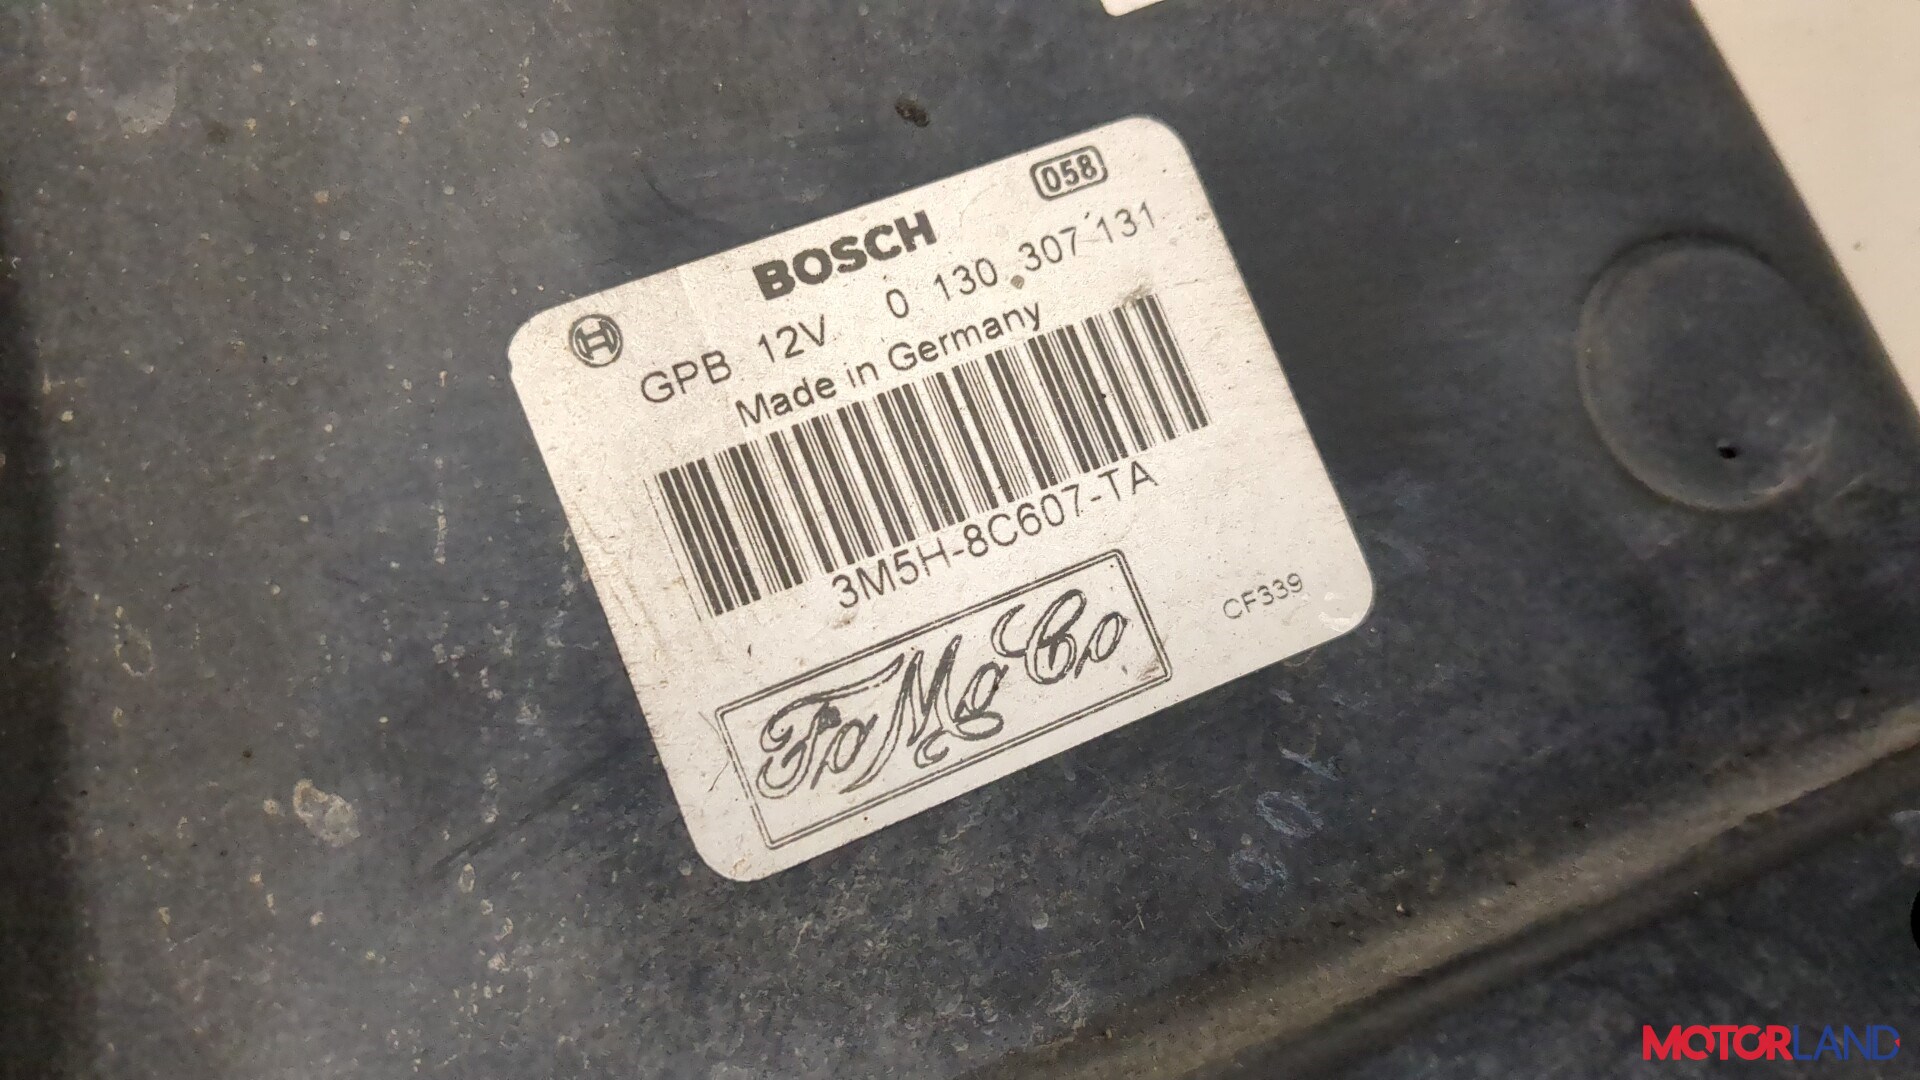 058
BOSCH
GPB 12V 0 130 307 131
Made in Germany
3M5H-8C607-TA
CF339
FoMoCo
MOTORLAND